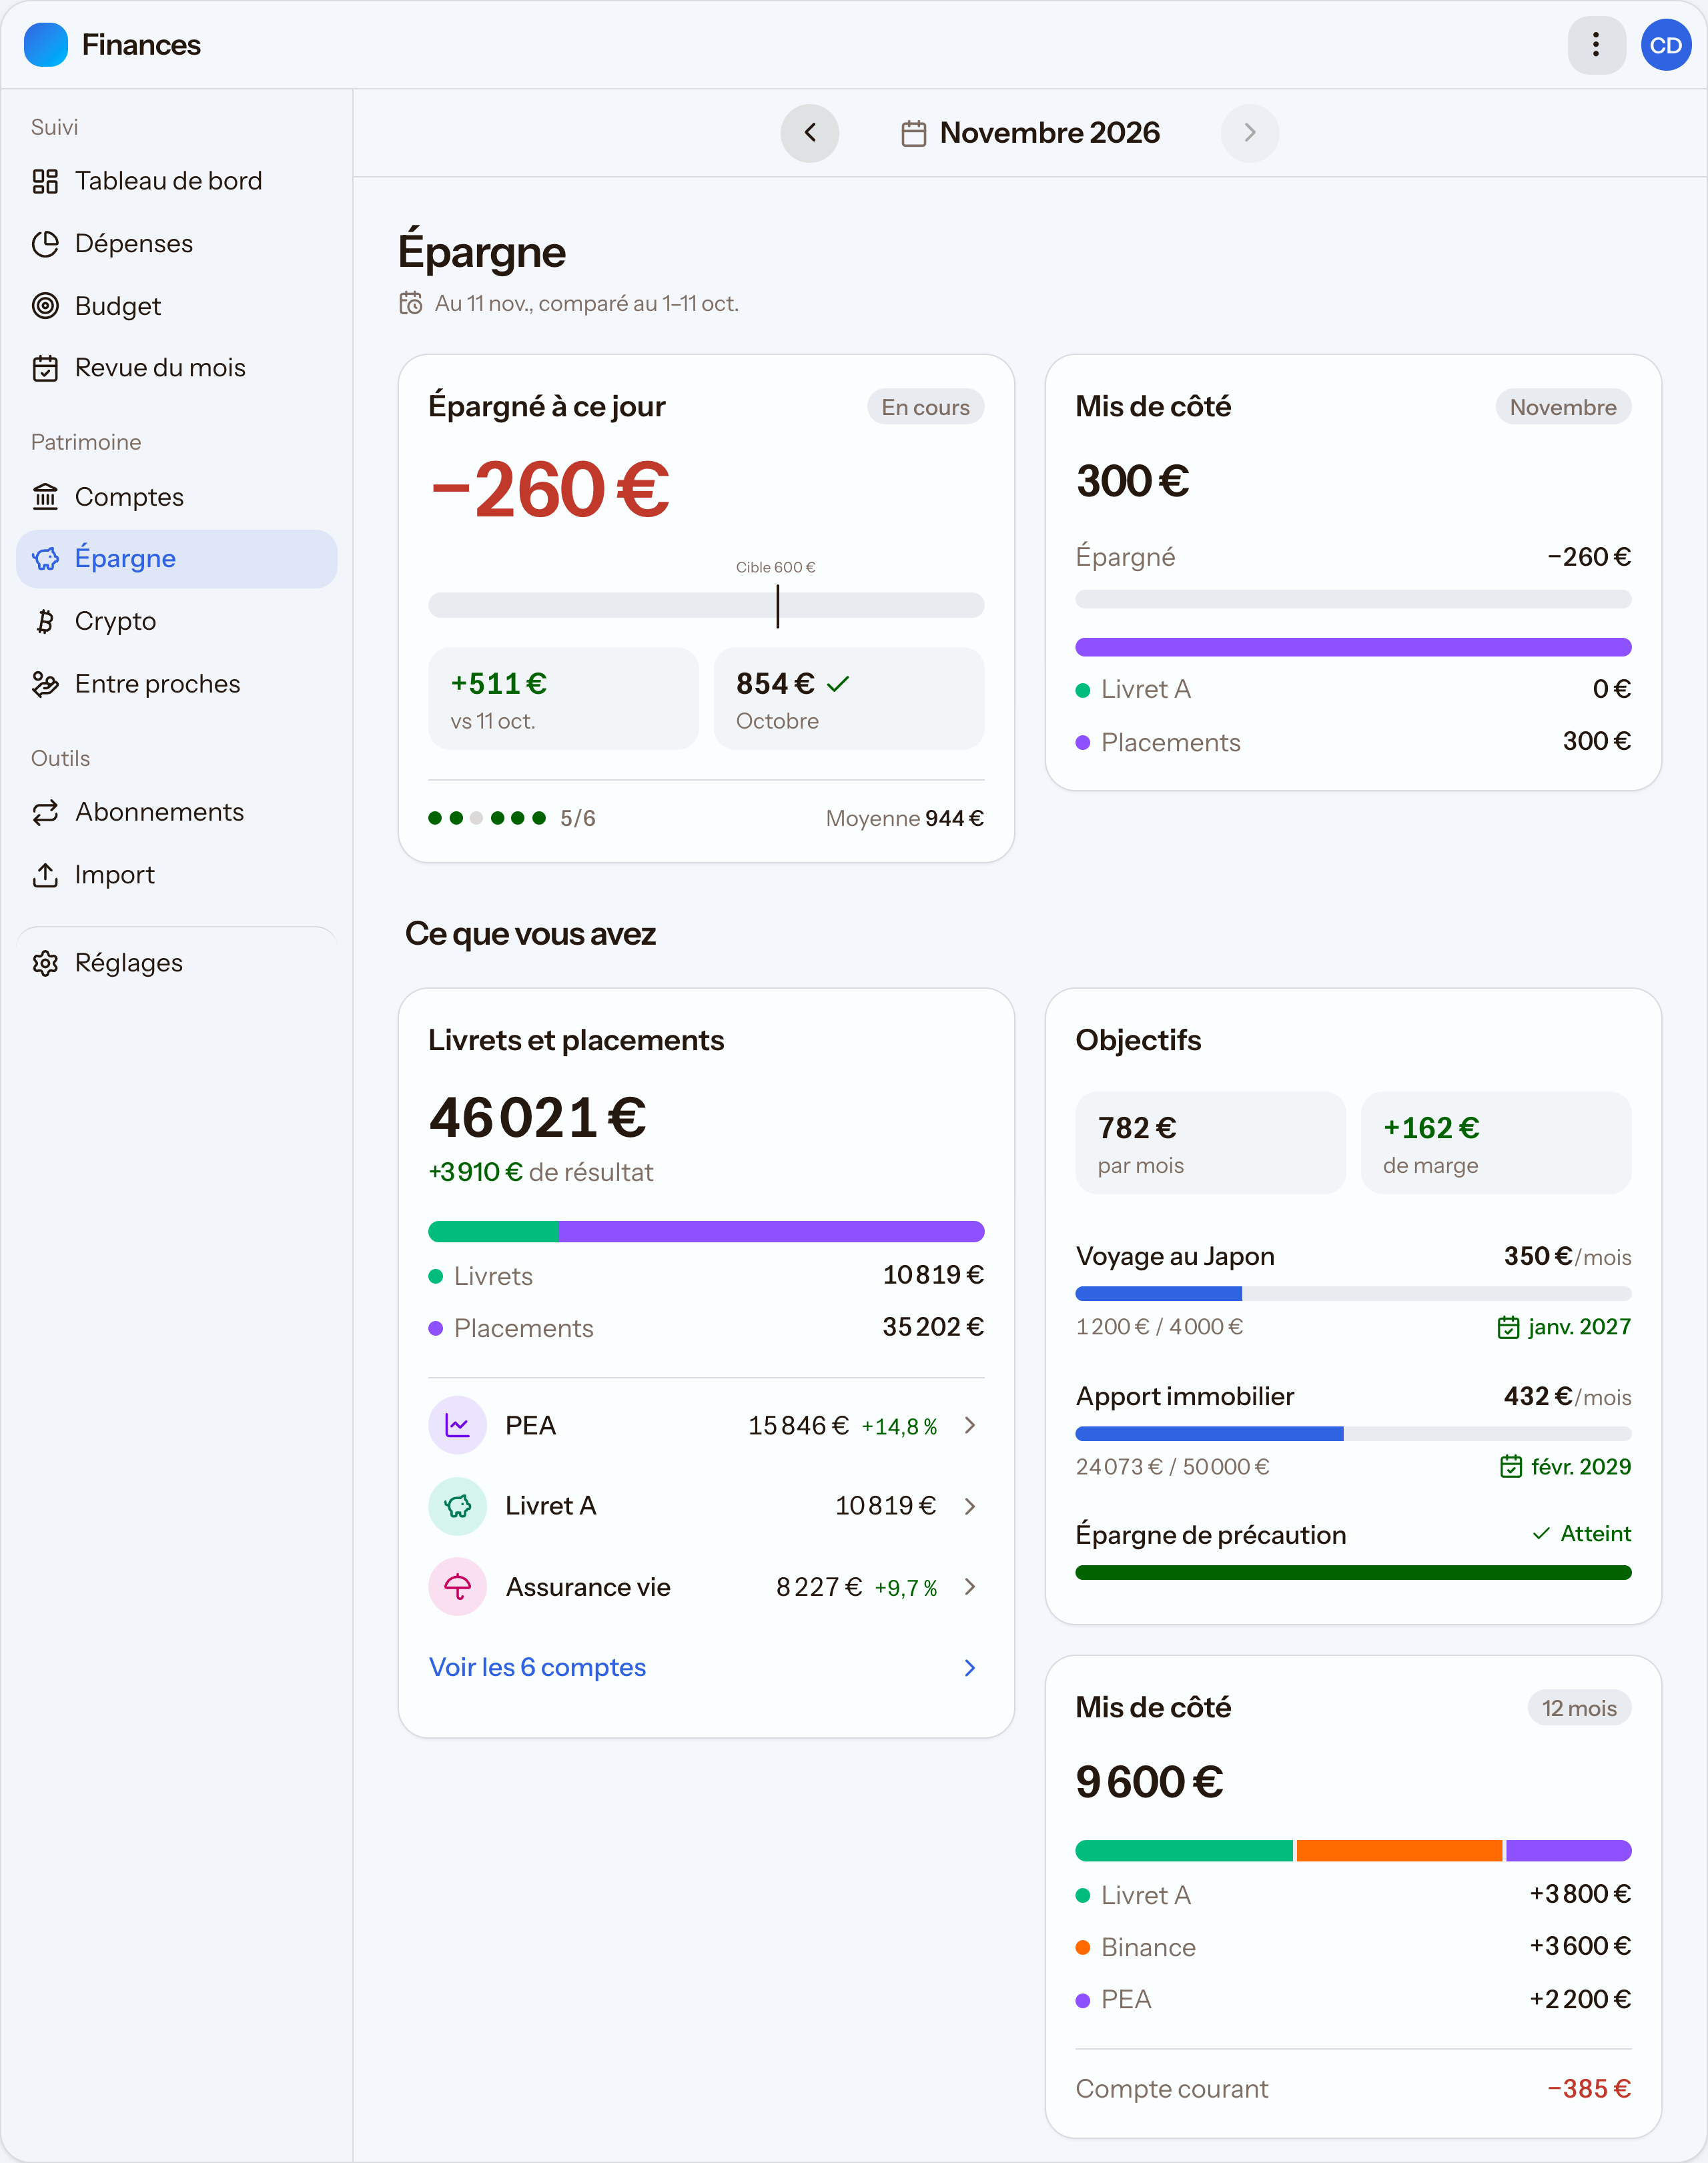 Finances
CD
Suivi
Tableau de bord
Dépenses
Budget
Revue du mois
Patrimoine
Comptes
Épargne
Crypto
Entre proches
Outils
Abonnements
Import
Réglages
Novembre 2026
Épargne
Au 11 nov., comparé au 1–11 oct.
Épargné à ce jour
En cours
−260 €
Cible 600 €
+511 €
vs 11 oct.
854 €
Octobre
5/6
Moyenne 944 €
Mis de côté
Novembre
300 €
Épargné −260 €
Livret A 0 €
Placements 300 €
Ce que vous avez
Livrets et placements
46 021 €
+3 910 € de résultat
Livrets 10 819 €
Placements 35 202 €
PEA 15 846 € +14,8 %
Livret A 10 819 €
Assurance vie 8 227 € +9,7 %
Voir les 6 comptes
Objectifs
782 €
par mois
+162 €
de marge
Voyage au Japon 350 €/mois
1 200 € / 4 000 € janv. 2027
Apport immobilier 432 €/mois
24 073 € / 50 000 € févr. 2029
Épargne de précaution Atteint
Mis de côté
12 mois
9 600 €
Livret A +3 800 €
Binance +3 600 €
PEA +2 200 €
Compte courant −385 €